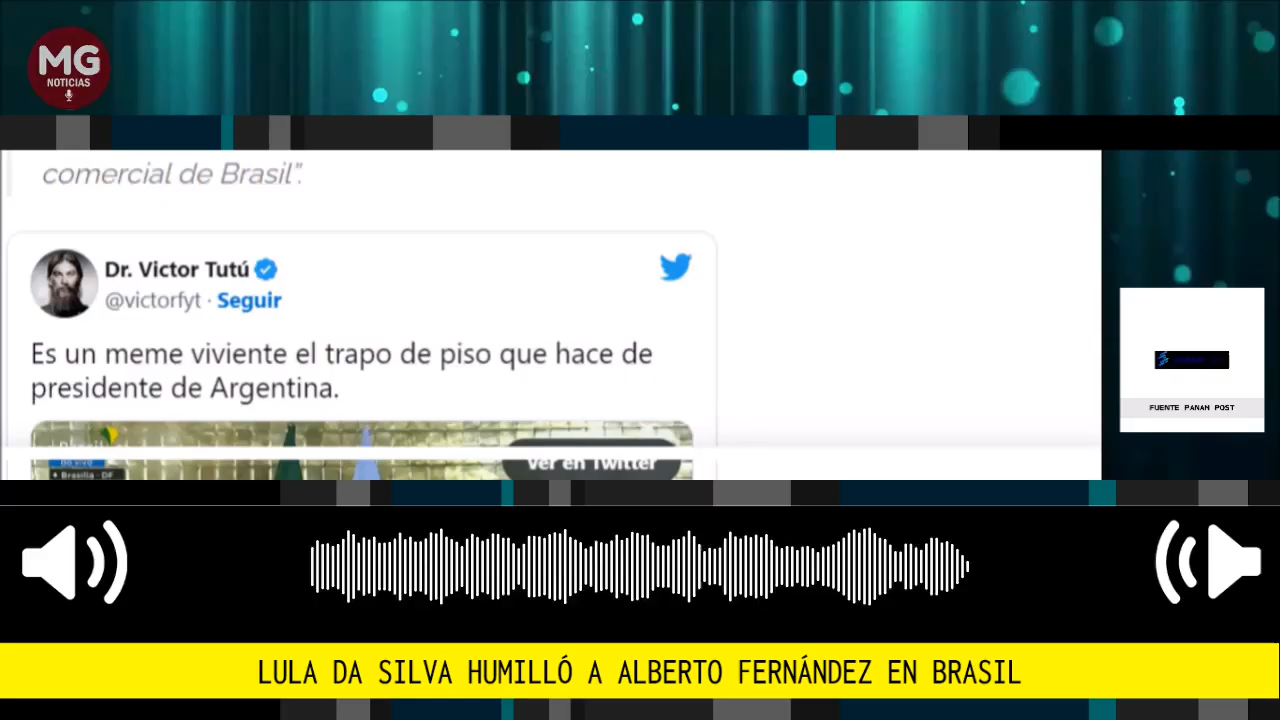 MG
NOTICIAS
comercial de Brasil”.
Dr. Victor Tutú
@victorfyt · Seguir
Es un meme viviente el trapo de piso que hace de
presidente de Argentina.
Ver en Twitter
Brasília - DF
FUENTE PANAN POST
LULA DA SILVA HUMILLÓ A ALBERTO FERNÁNDEZ EN BRASIL